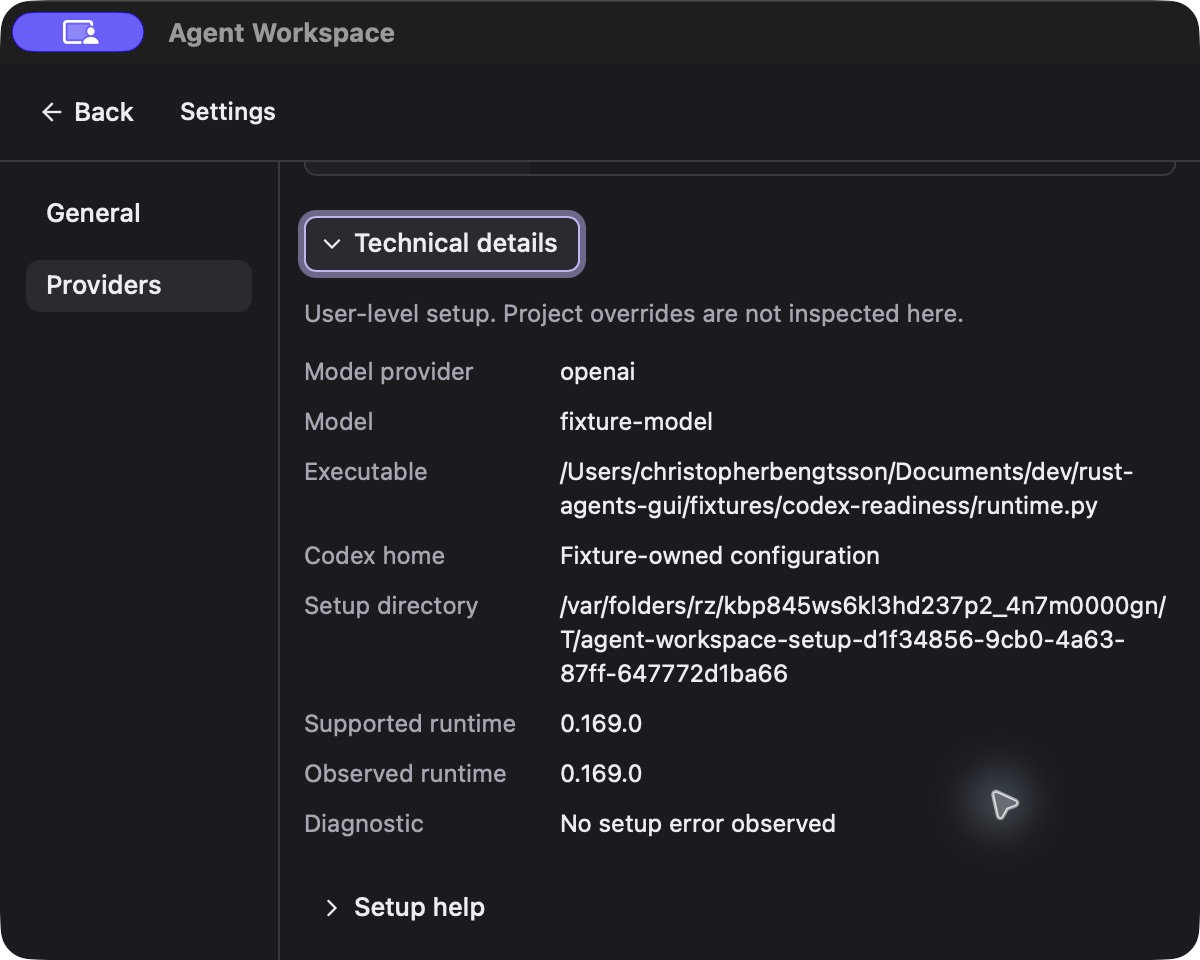 Agent Workspace
Back
Settings
General
Providers
Technical details
User-level setup. Project overrides are not inspected here.
Model provider
openai
Model
fixture-model
Executable
/Users/christopherbengtsson/Documents/dev/rust-
agents-gui/fixtures/codex-readiness/runtime.py
Codex home
Fixture-owned configuration
Setup directory
/var/folders/rz/kbp845ws6kl3hd237p2_4n7m0000gn/
T/agent-workspace-setup-d1f34856-9cb0-4a63-
87ff-647772d1ba66
Supported runtime
0.169.0
Observed runtime
0.169.0
Diagnostic
No setup error observed
Setup help